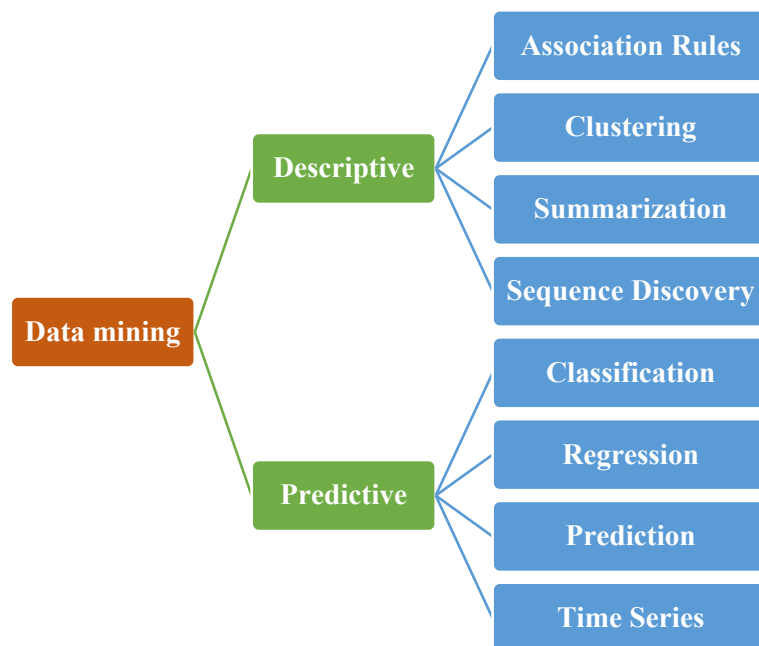 Data mining
Descriptive
Association Rules
Clustering
Summarization
Sequence Discovery
Predictive
Classification
Regression
Prediction
Time Series